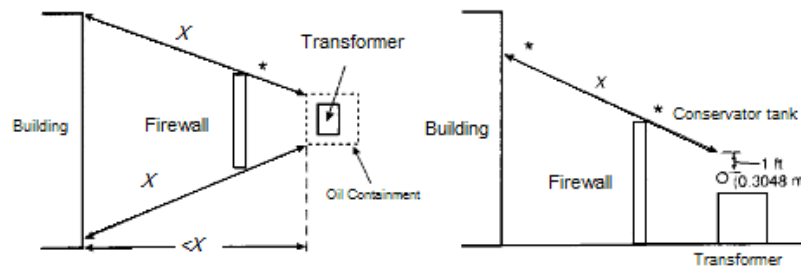 X
*
Transformer
Building
Firewall
X
Oil Containment
<X
*
X
*
Conservator tank
Building
1 ft
(0.3048 m
Firewall
Transformer